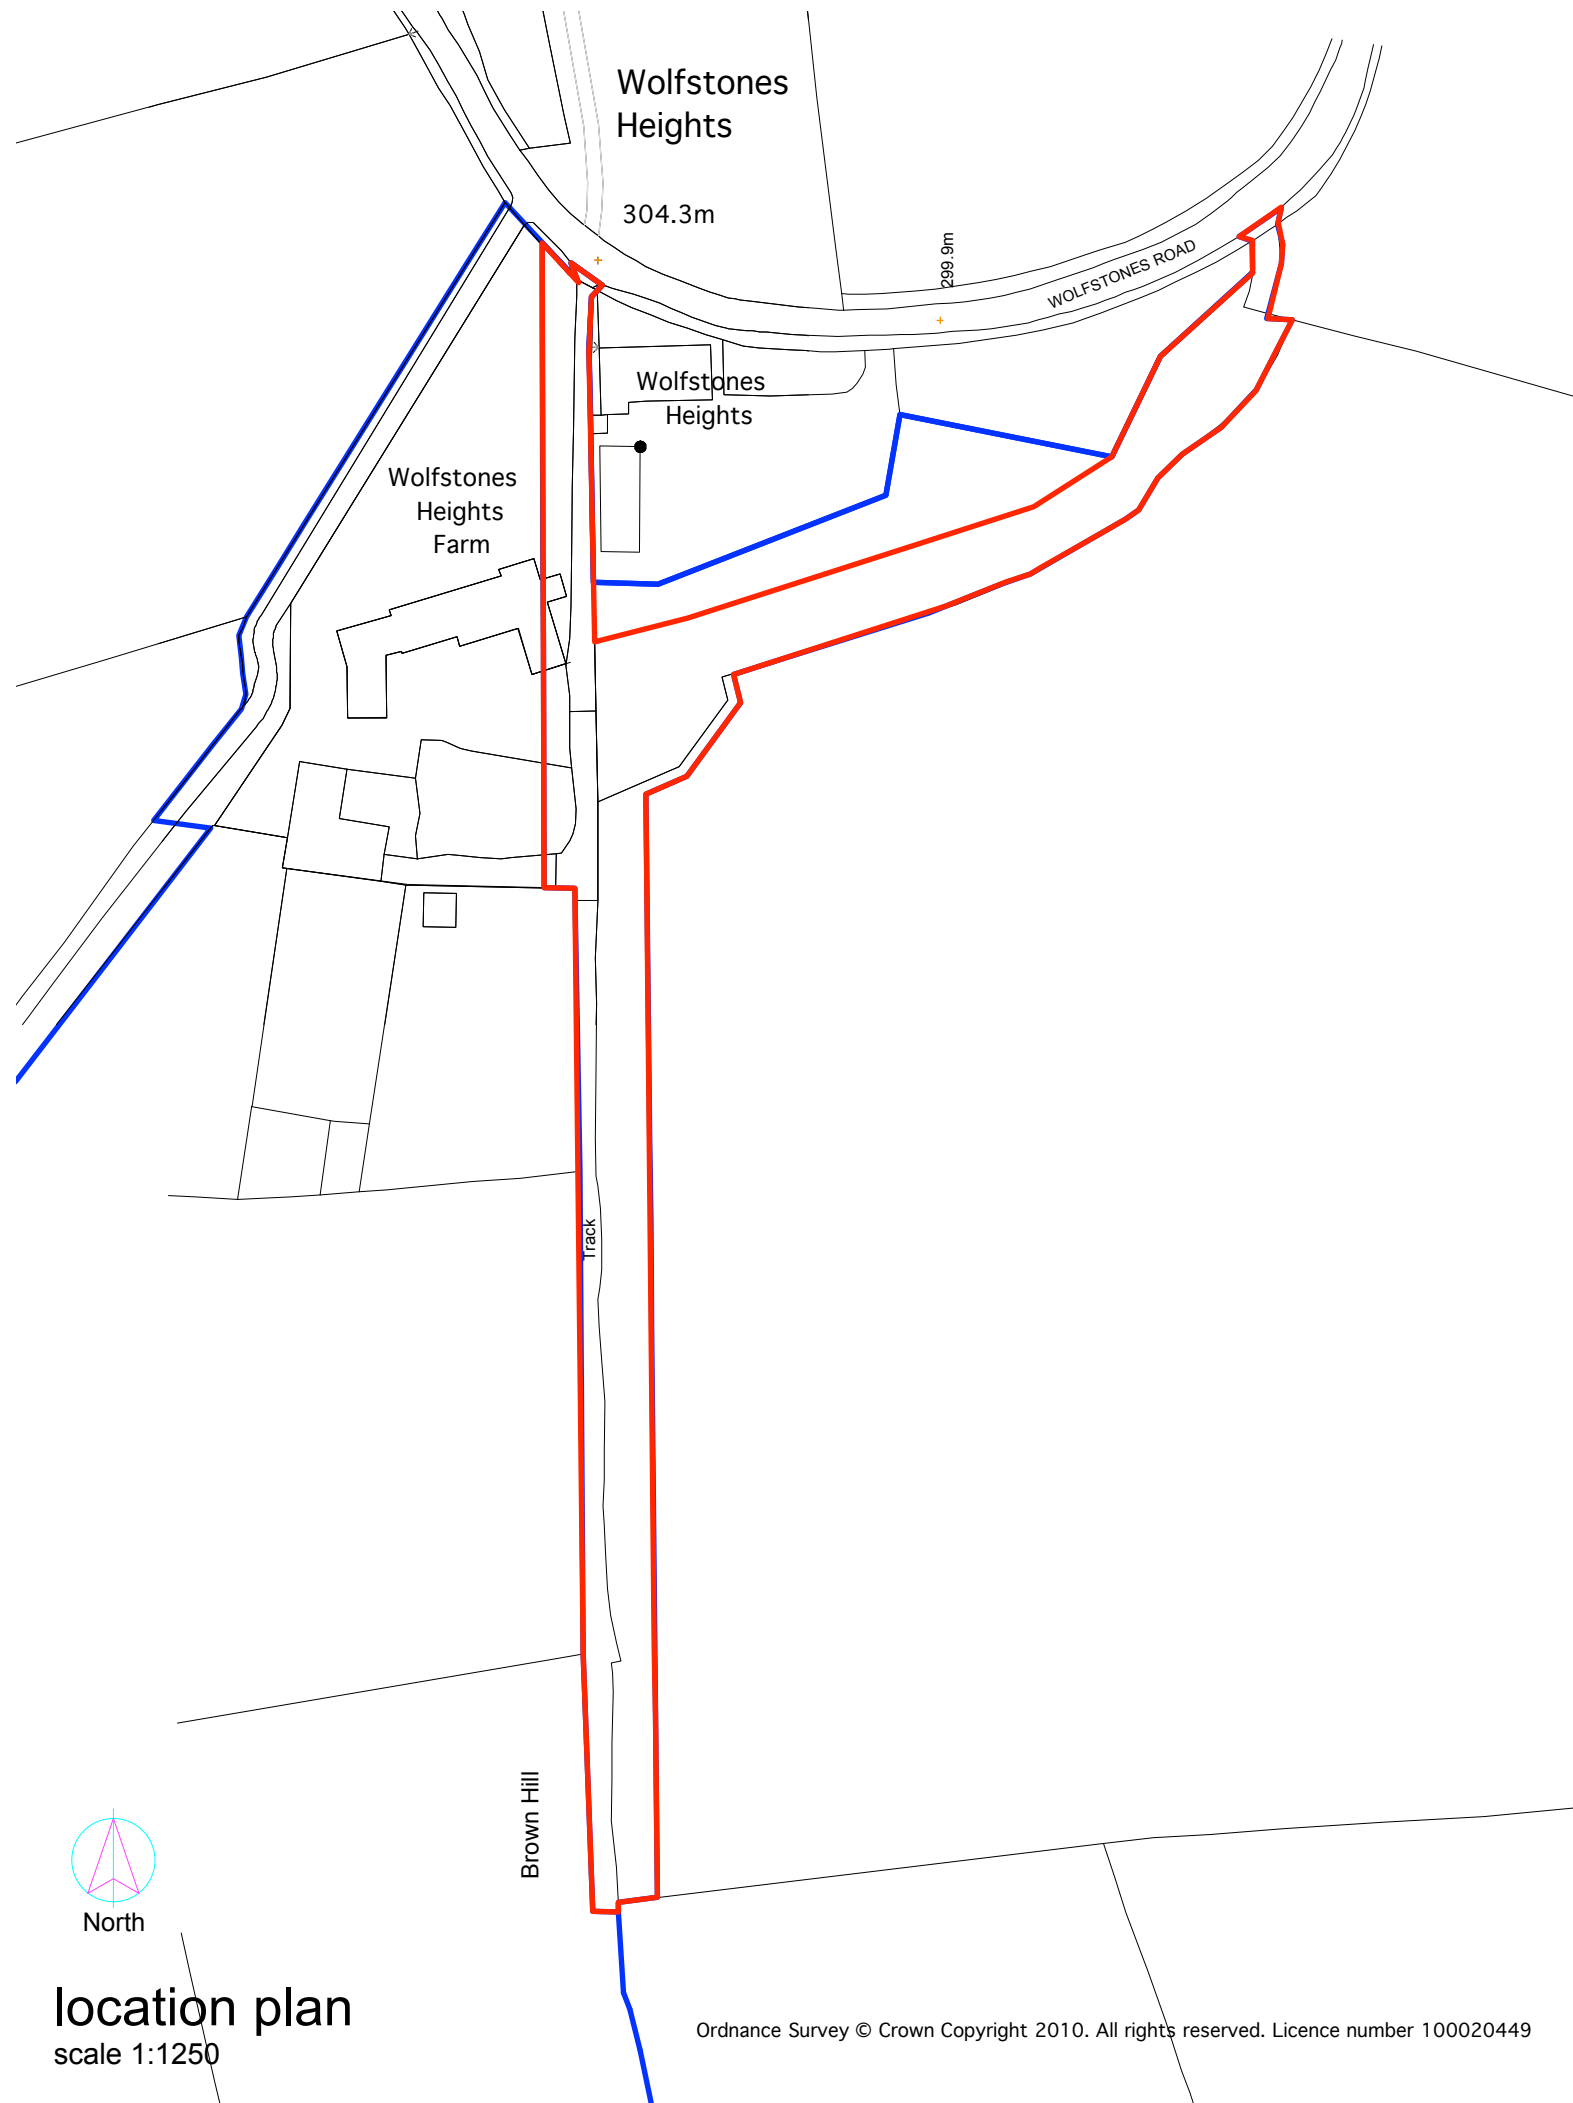 Wolfstones
Heights
304.3m
299.9m
WOLFSTONES ROAD
Wolfstones
Heights
Wolfstones
Heights
Farm
Track
Brown Hill
North
location plan
scale 1:1250
Ordnance Survey © Crown Copyright 2010. All rights reserved. Licence number 100020449